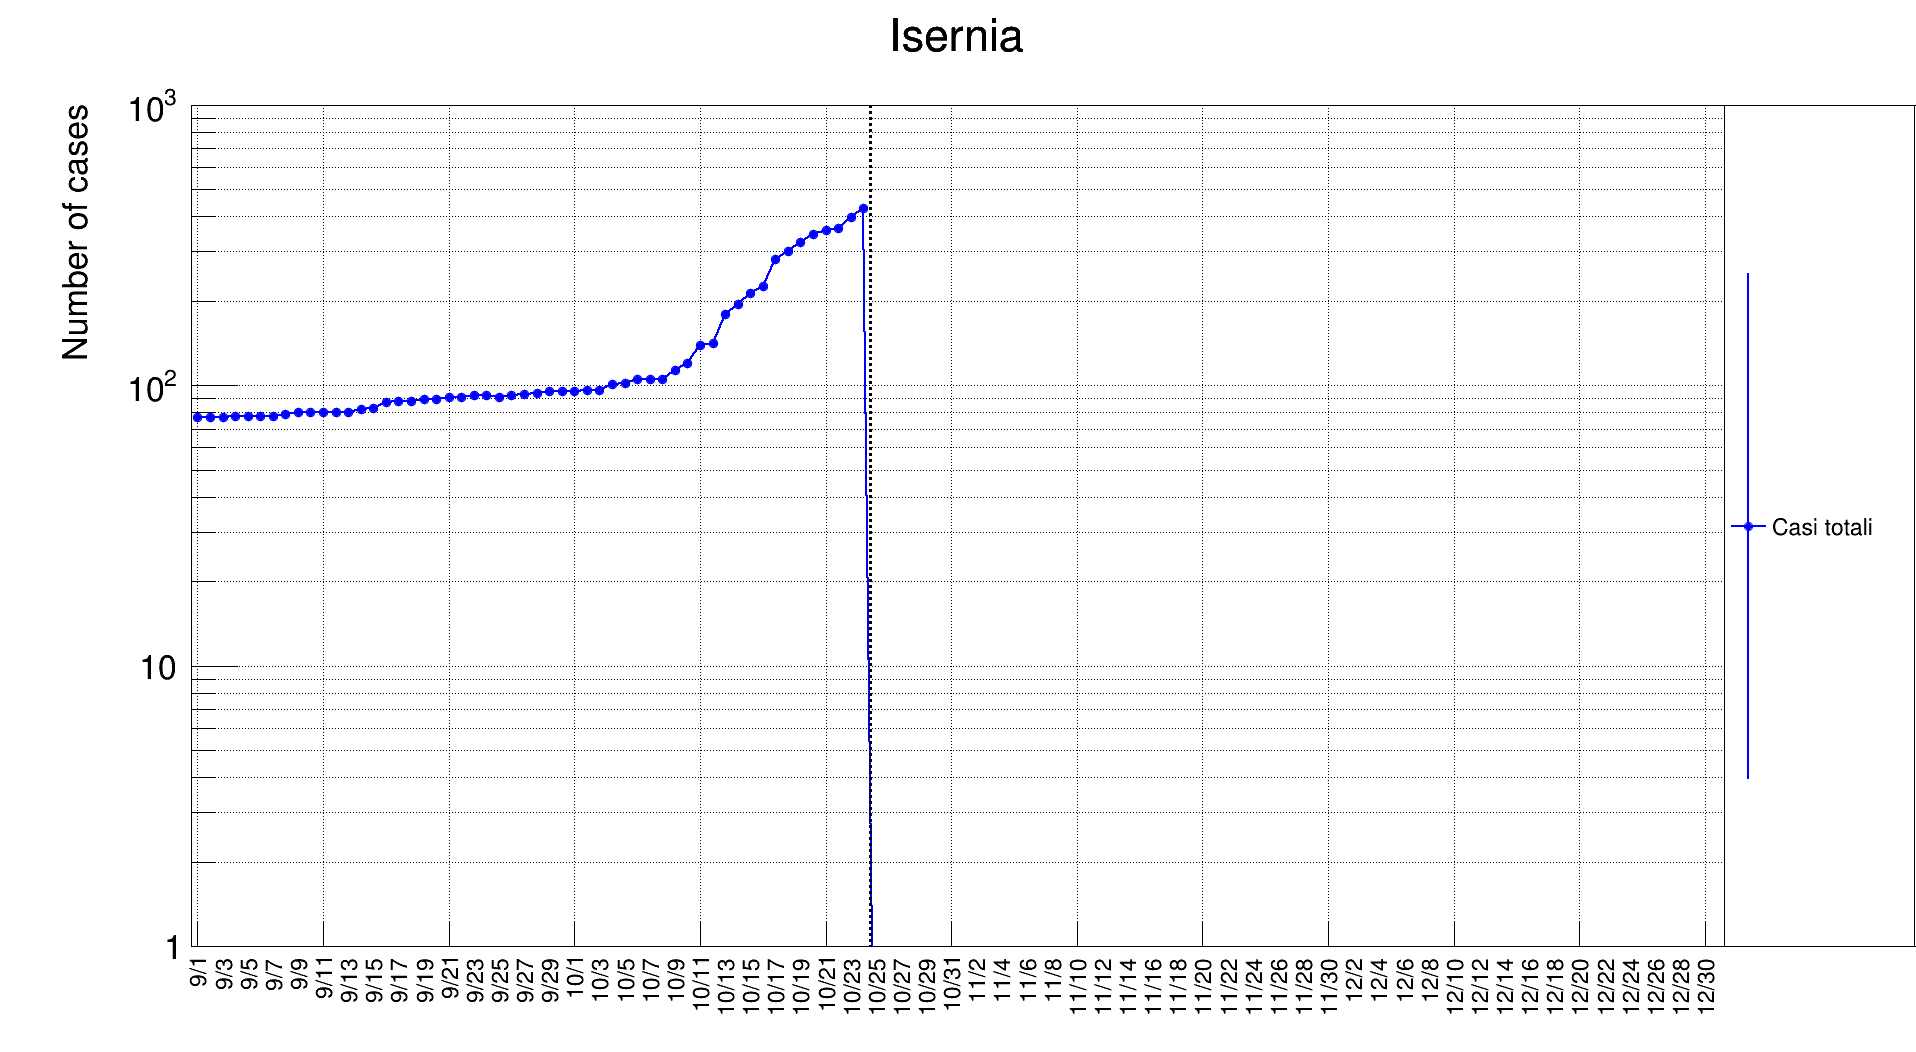 Isernia
Number of cases
10³
10²
10
1
9/1 9/3 9/5 9/7 9/9 9/11 9/13 9/15 9/17 9/19 9/21 9/23 9/25 9/27 9/29 10/1 10/3 10/5 10/7 10/9 10/11 10/13 10/15 10/17 10/19 10/21 10/23 10/25 10/27 10/29 10/31 11/2 11/4 11/6 11/8 11/10 11/12 11/14 11/16 11/18 11/20 11/22 11/24 11/26 11/28 11/30 12/2 12/4 12/6 12/8 12/10 12/12 12/14 12/16 12/18 12/20 12/22 12/24 12/26 12/28 12/30
Casi totali